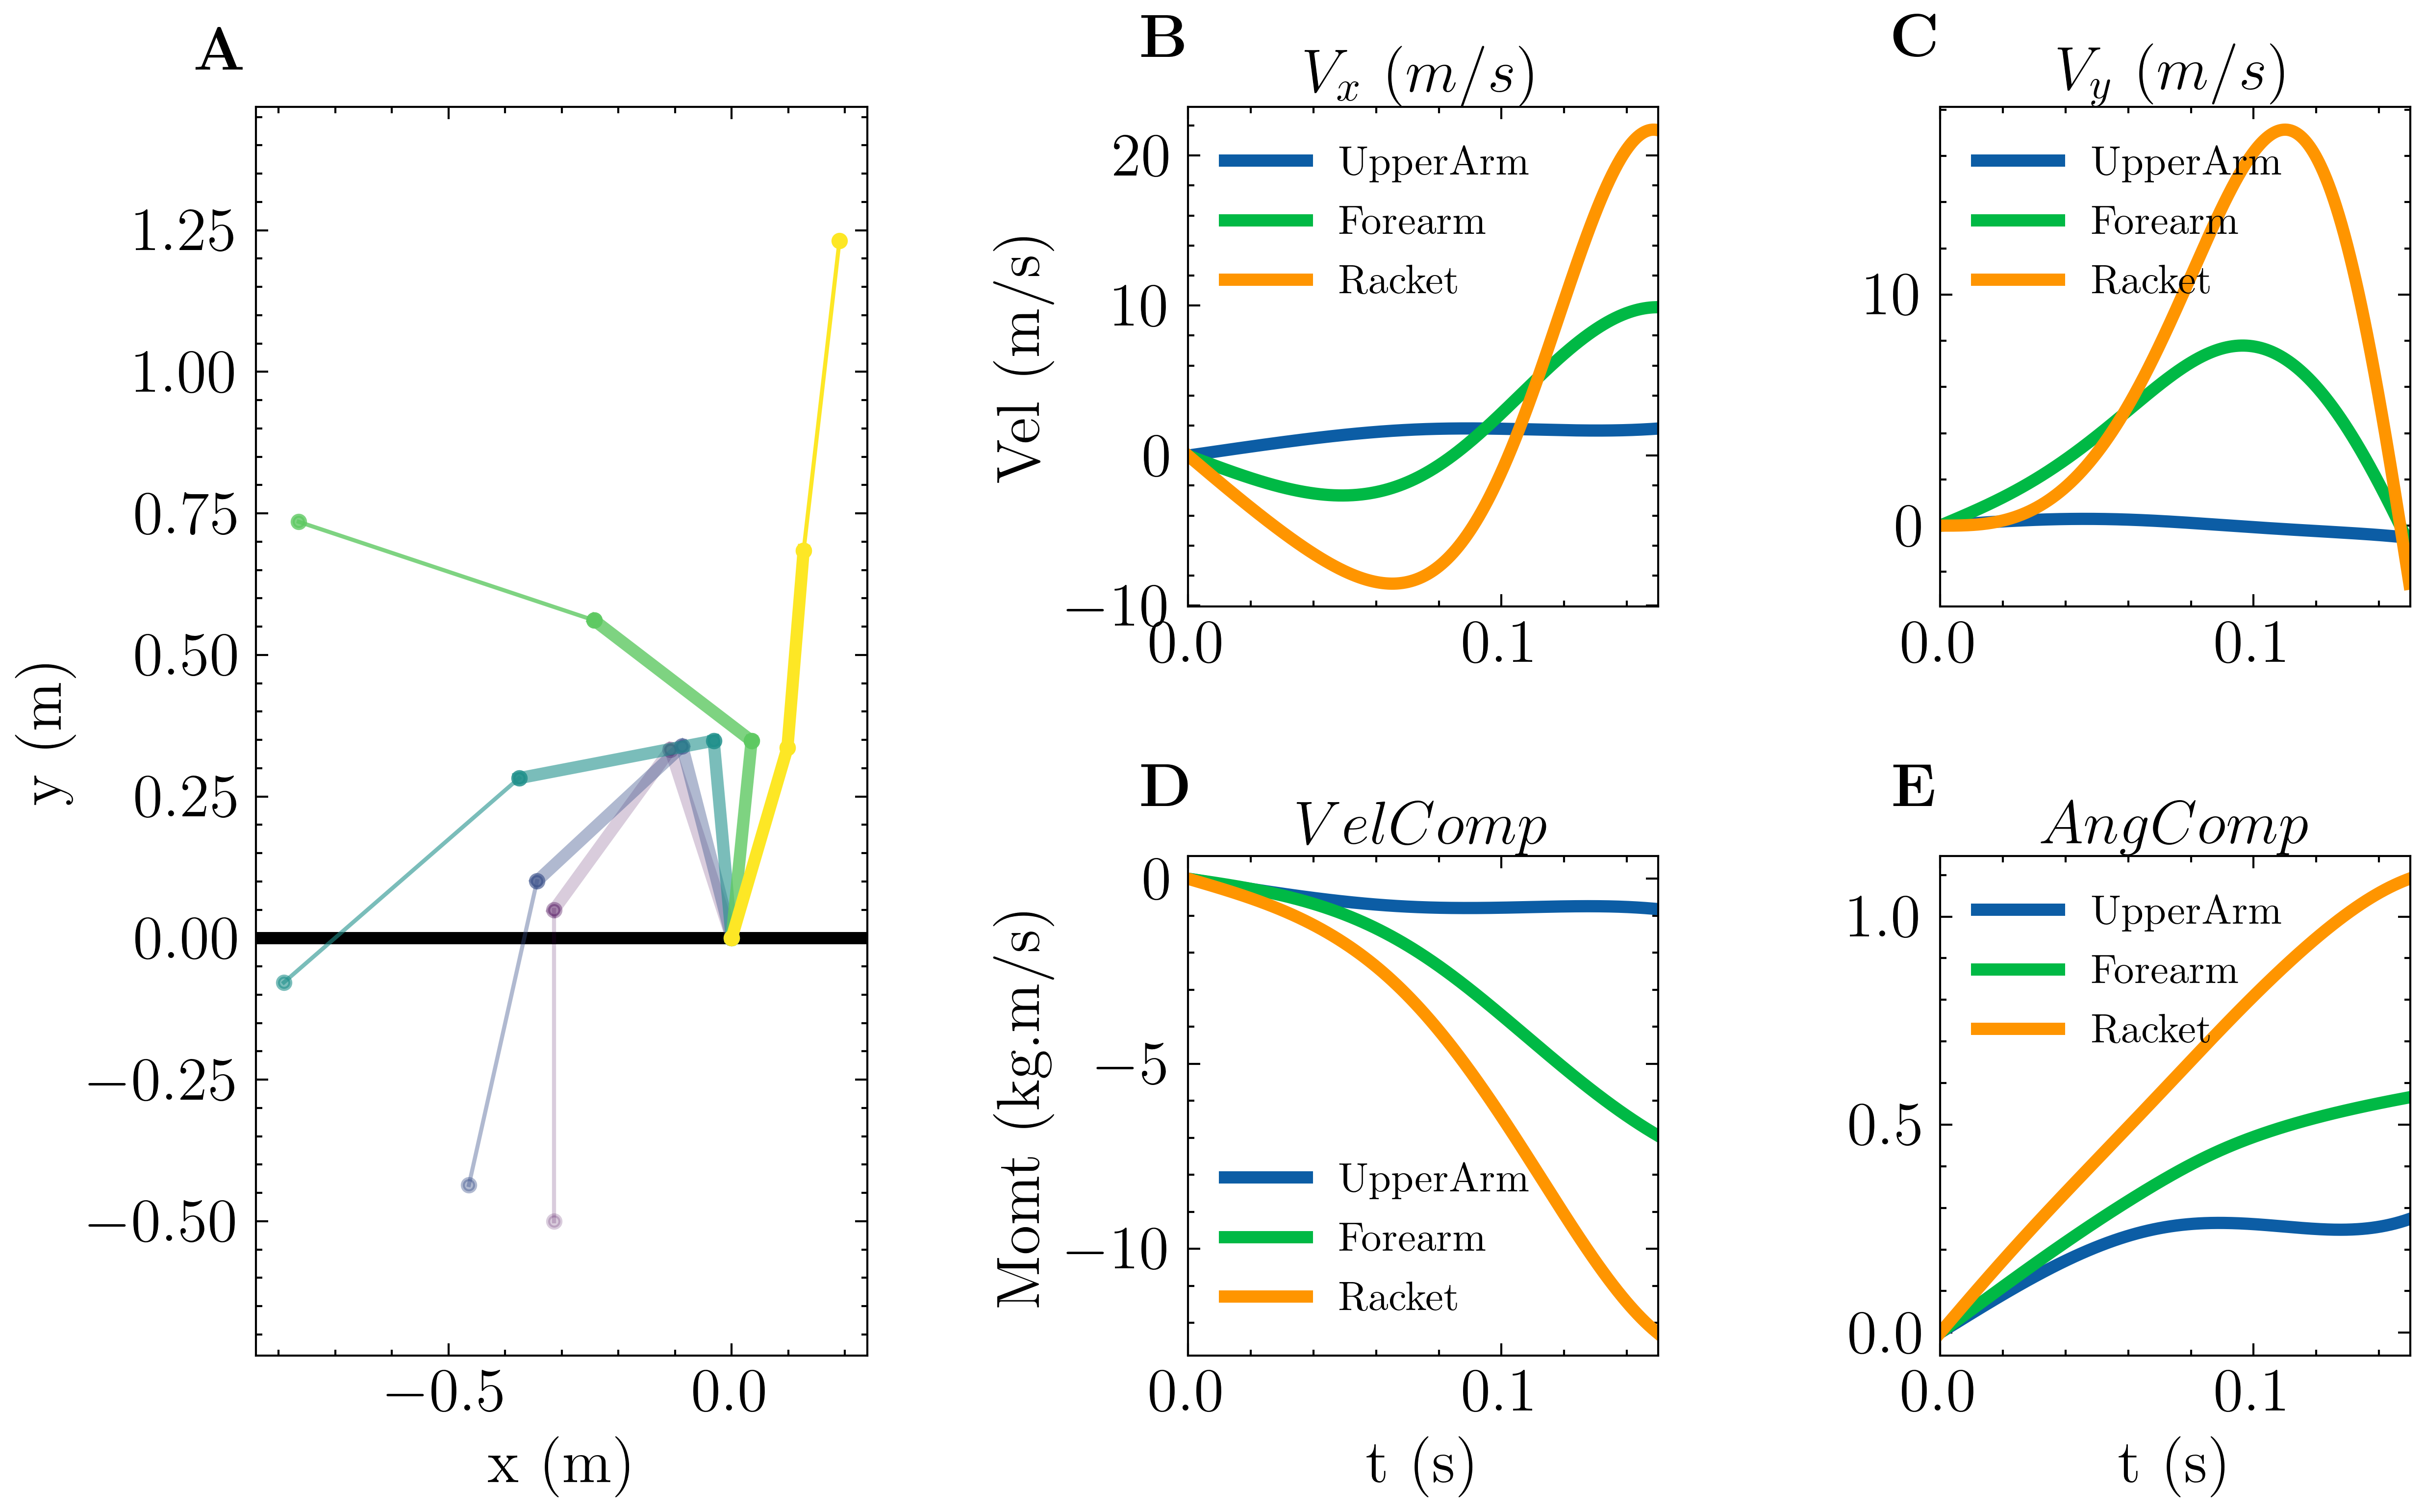 A
y (m)
1.25
1.00
0.75
0.50
0.25
0.00
−0.25
−0.50
−0.5 0.0
x (m)
B
V_x (m/s)
Vel (m/s)
20
10
0
−10
UpperArm
Forearm
Racket
0.0 0.1
C
V_y (m/s)
10
0
UpperArm
Forearm
Racket
0.0 0.1
D
VelComp
Momt (kg.m/s)
0
−5
−10
UpperArm
Forearm
Racket
0.0 0.1
t (s)
E
AngComp
1.0
0.5
0.0
UpperArm
Forearm
Racket
0.0 0.1
t (s)